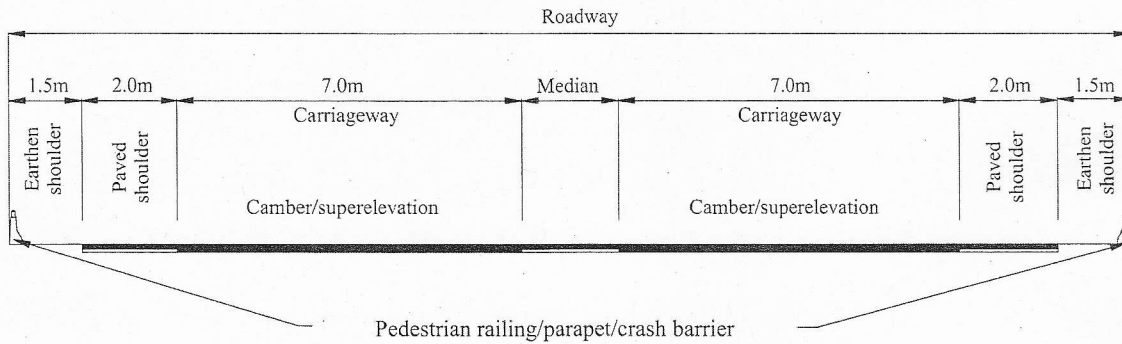 Roadway
1.5m 2.0m 7.0m Median 7.0m 2.0m 1.5m
Carriageway Carriageway
Earthen shoulder
Paved shoulder
Paved shoulder
Earthen shoulder
Camber/superelevation Camber/superelevation
Pedestrian railing/parapet/crash barrier